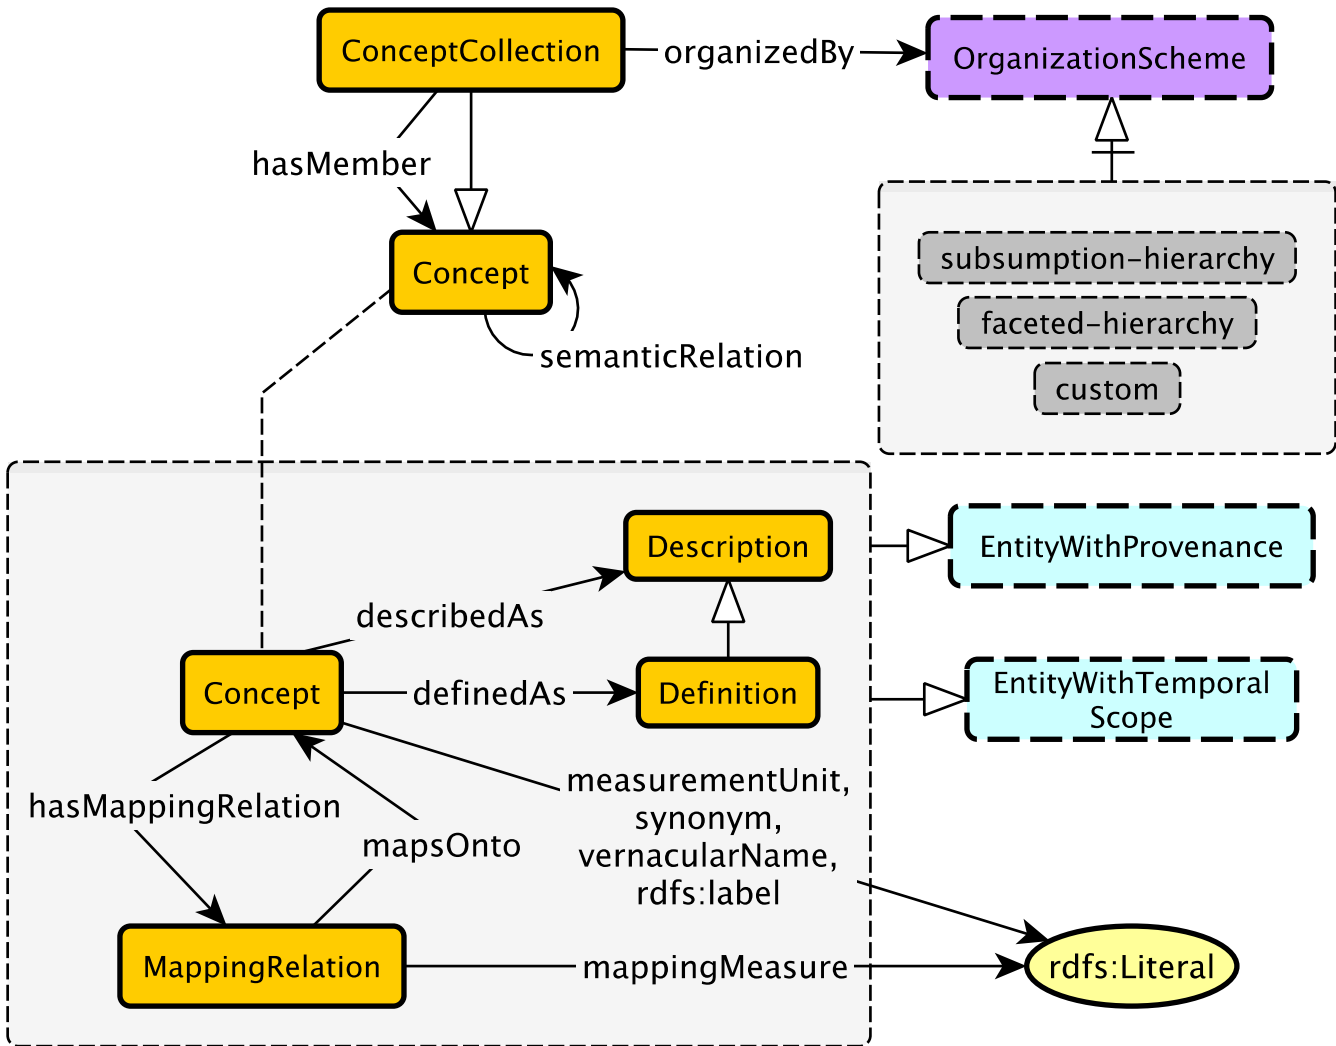 ConceptCollection
organizedBy
OrganizationScheme
hasMember
Concept
semanticRelation
subsumption-hierarchy
faceted-hierarchy
custom
Description
EntityWithProvenance
describedAs
Concept
definedAs
Definition
EntityWithTemporal
Scope
hasMappingRelation
mapsOnto
measurementUnit,
synonym,
vernacularName,
rdfs:label
MappingRelation
mappingMeasure
rdfs:Literal